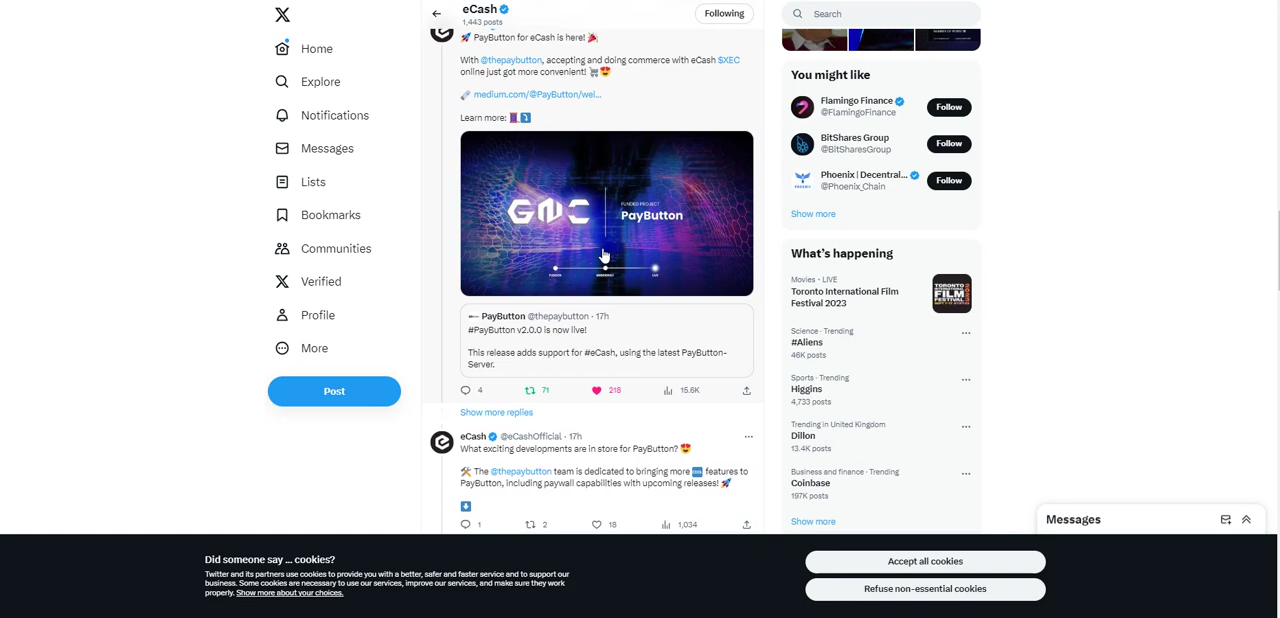 eCash
1,443 posts
Following
Search
Home
Explore
Notifications
Messages
Lists
Bookmarks
Communities
Verified
Profile
More
Post
🚀 PayButton for eCash is here! 🎉
With @thepaybutton, accepting and doing commerce with eCash $XEC
online just got more convenient! 🛒😍
🗞️ medium.com/@PayButton/wel...
Learn more: 🧵⤵️
GNC
FUNDED PROJECT
PayButton
FUNDED
LIVE
PayButton @thepaybutton · 17h
#PayButton v2.0.0 is now live!
This release adds support for #eCash, using the latest PayButton-
Server.
4
71
218
15.6K
Show more replies
eCash @eCashOfficial · 17h
What exciting developments are in store for PayButton? 😍
🛠️ The @thepaybutton team is dedicated to bringing more 🆕 features to
PayButton, including paywall capabilities with upcoming releases! 🚀
⬇️
1
2
18
1,034
You might like
Flamingo Finance
@FlamingoFinance
Follow
BitShares Group
@BitSharesGroup
Follow
Phoenix | Decentral...
@Phoenix_Chain
Follow
Show more
What's happening
Movies · LIVE
Toronto International Film
Festival 2023
TORONTO
INTERNATIONAL
FILM
FESTIVAL
Science · Trending
#Aliens
46K posts
Sports · Trending
Higgins
4,733 posts
Trending in United Kingdom
Dillon
13.4K posts
Business and finance · Trending
Coinbase
197K posts
Show more
Messages
Did someone say ... cookies?
Twitter and its partners use cookies to provide you with a better, safer and faster service and to support our
business. Some cookies are necessary to use our services, improve our services, and make sure they work
properly. Show more about your choices.
Accept all cookies
Refuse non-essential cookies